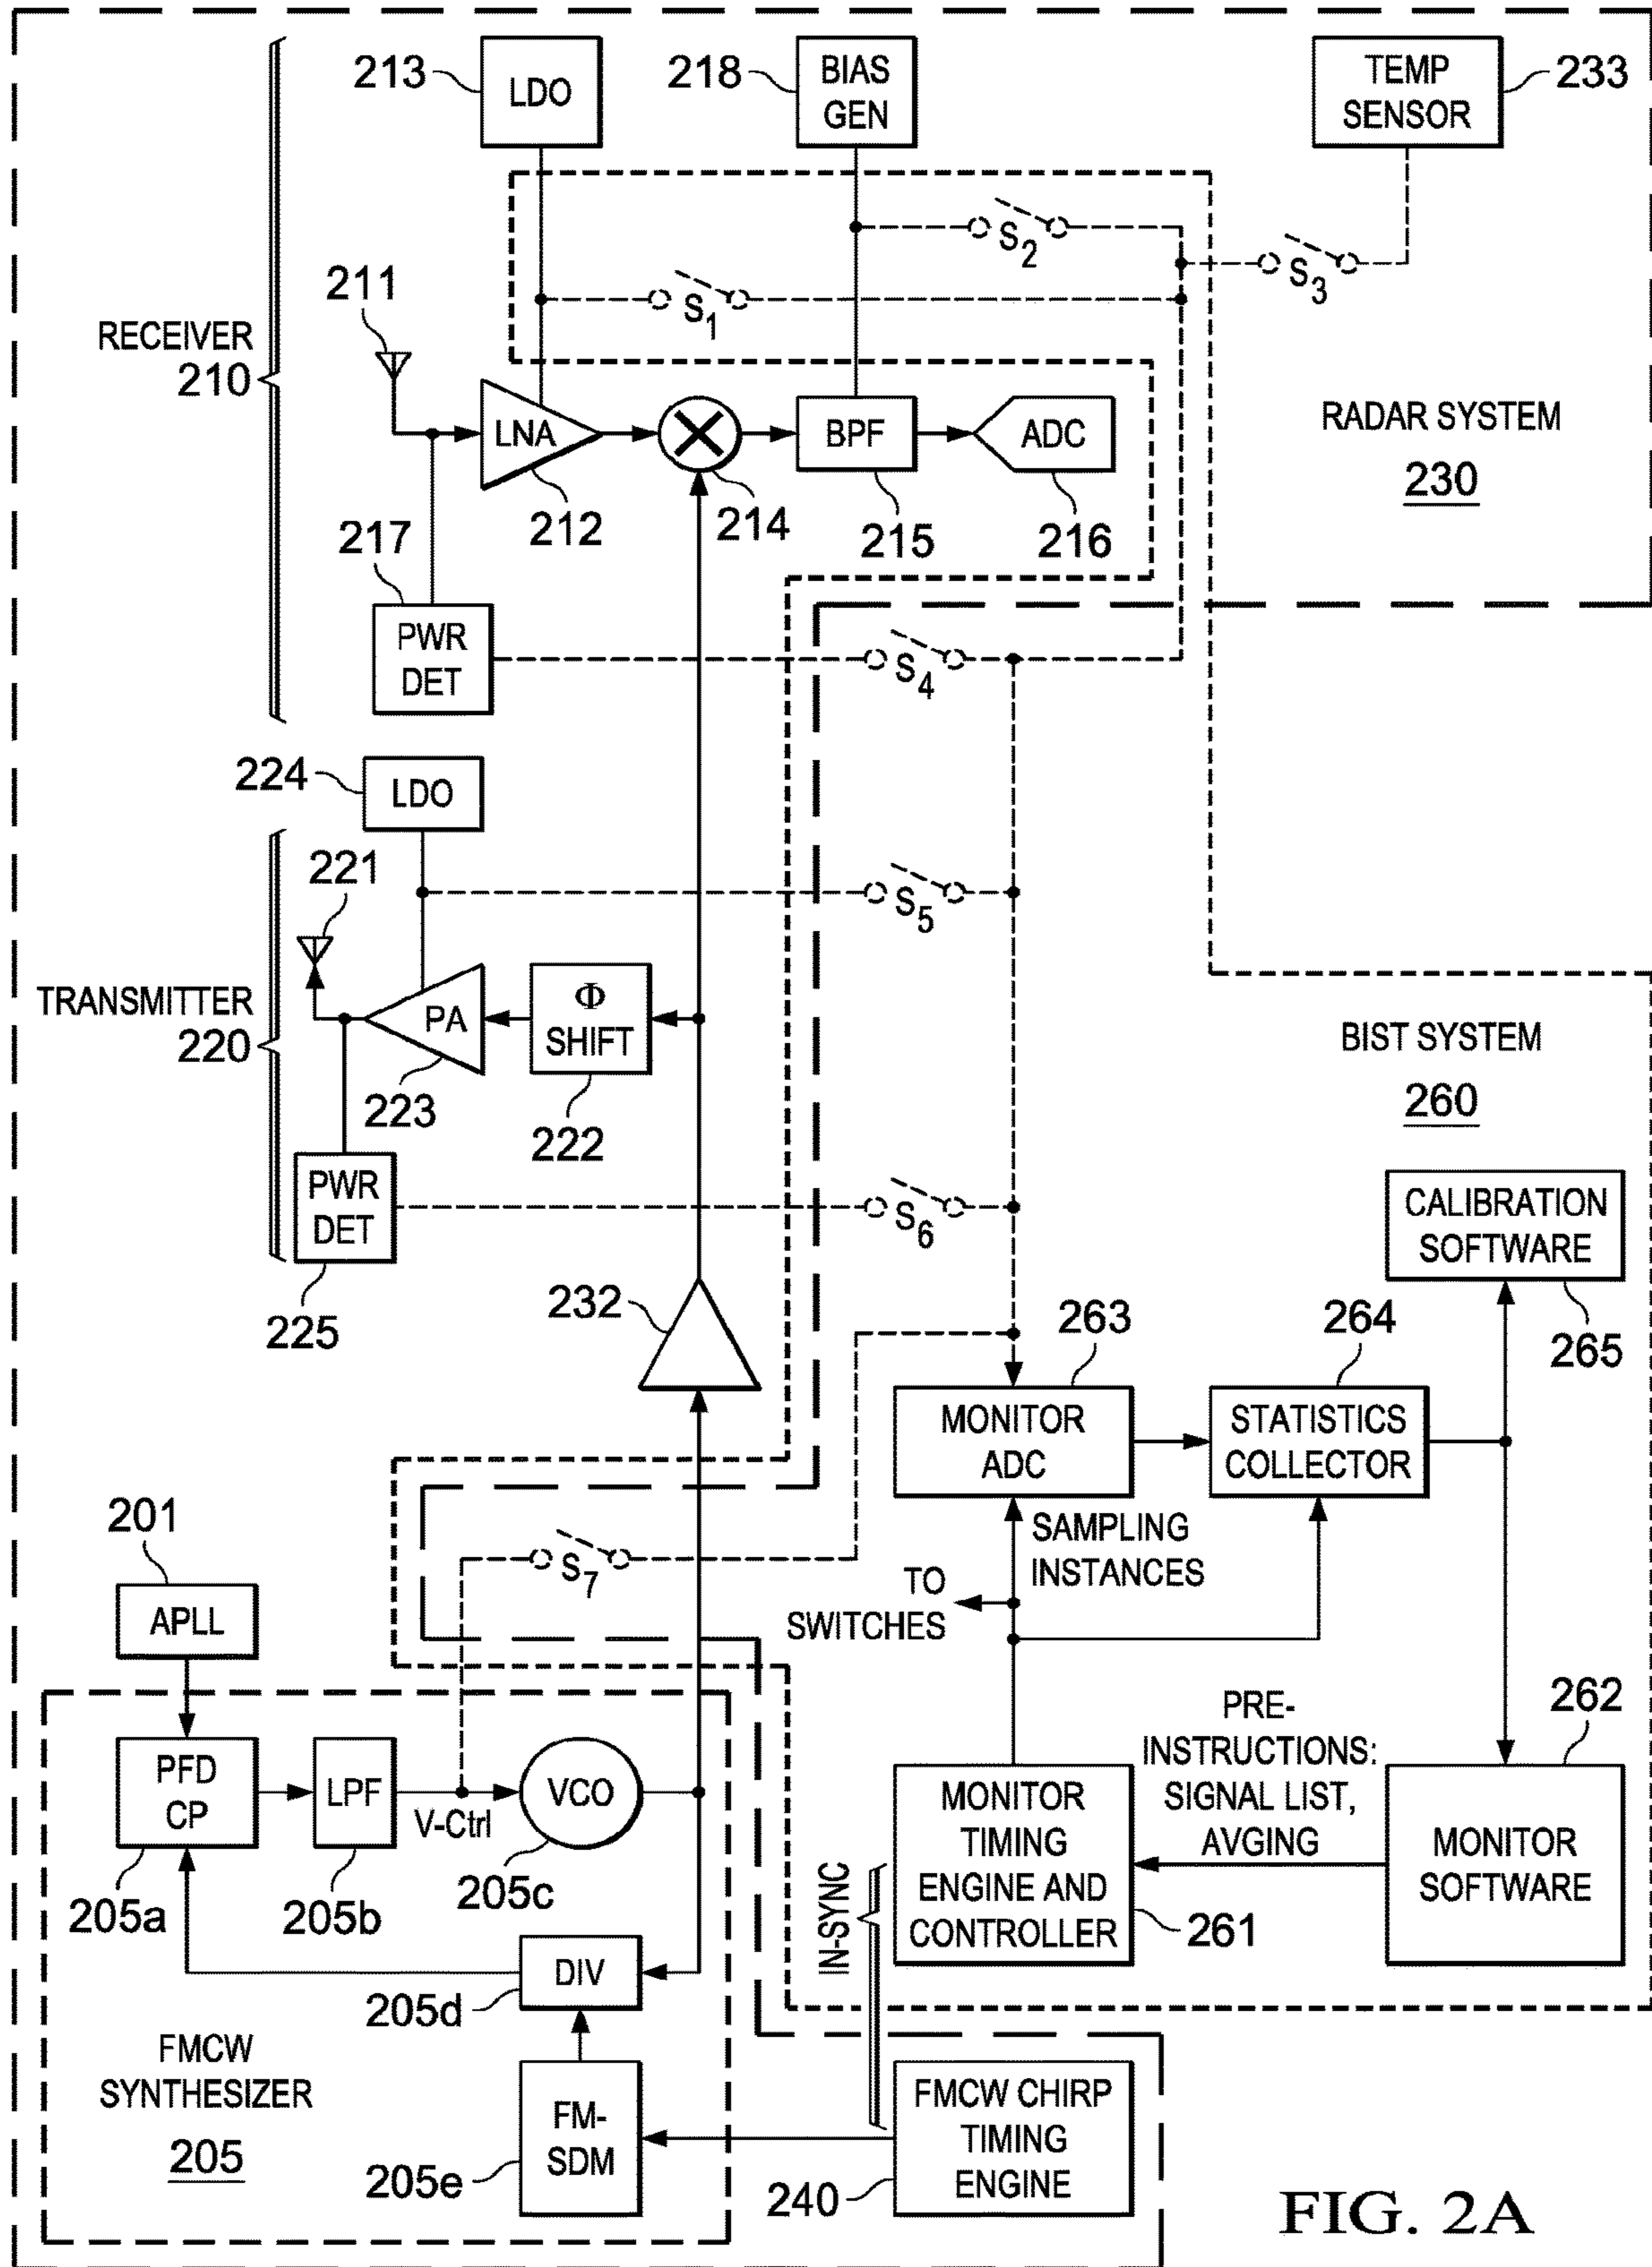 213
LDO
218
BIAS
GEN
TEMP
SENSOR
233
S2
S3
S1
211
RECEIVER
210
LNA
BPF
ADC
RADAR SYSTEM
230
212
214
215
216
217
PWR
DET
S4
224
LDO
221
S5
TRANSMITTER
220
PA
Φ
SHIFT
223
222
BIST SYSTEM
260
PWR
DET
S6
225
CALIBRATION
SOFTWARE
265
232
263
264
MONITOR
ADC
STATISTICS
COLLECTOR
SAMPLING
INSTANCES
TO
SWITCHES
S7
201
APLL
PFD
CP
LPF
V-Ctrl
VCO
205a
205b
205c
PRE-
INSTRUCTIONS:
SIGNAL LIST,
AVGING
262
MONITOR
TIMING
ENGINE AND
CONTROLLER
261
MONITOR
SOFTWARE
IN-SYNC
DIV
205d
FMCW
SYNTHESIZER
205
FM-
SDM
205e
FMCW CHIRP
TIMING
ENGINE
240
FIG. 2A